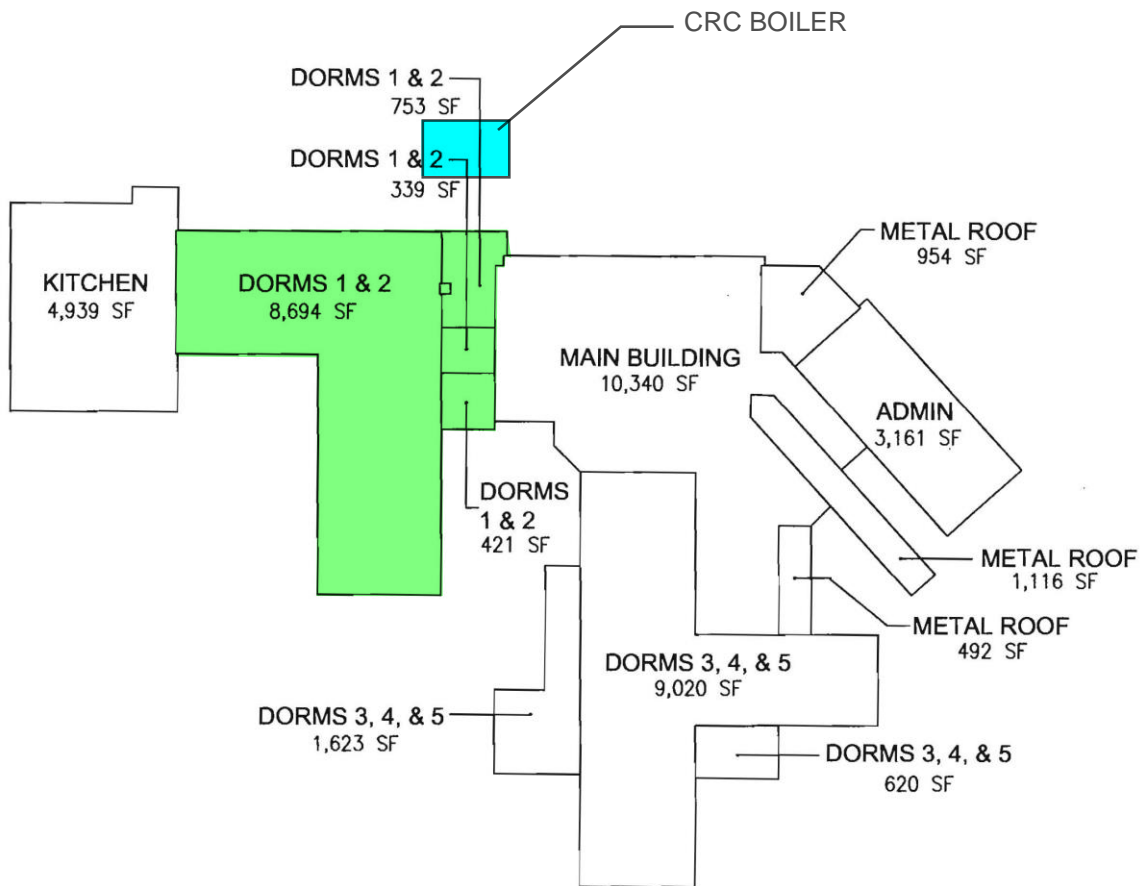 CRC BOILER
DORMS 1 & 2
753 SF
DORMS 1 & 2
339 SF
METAL ROOF
954 SF
KITCHEN
4,939 SF
DORMS 1 & 2
8,694 SF
MAIN BUILDING
10,340 SF
ADMIN
3,161 SF
DORMS
1 & 2
421 SF
METAL ROOF
1,116 SF
METAL ROOF
492 SF
DORMS 3, 4, & 5
9,020 SF
DORMS 3, 4, & 5
1,623 SF
DORMS 3, 4, & 5
620 SF